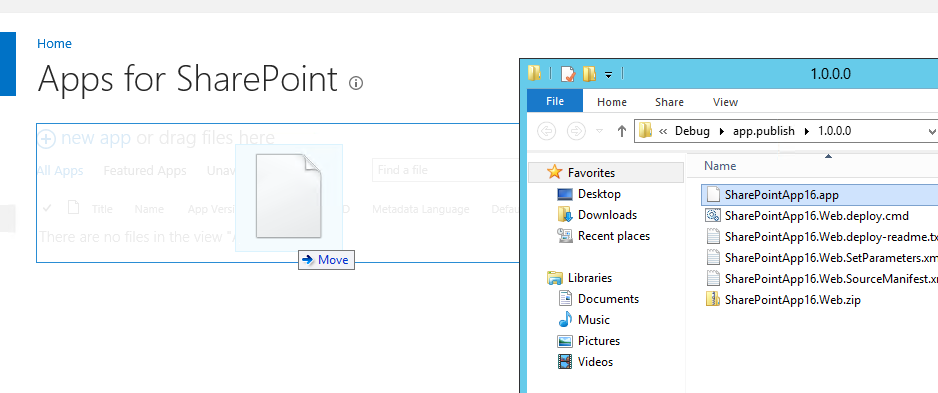 Home
Apps for SharePoint
new app or drag files here
All Apps Featured Apps
Find a file
Title Name App Metadata Language
There are no files in the view
Move
1.0.0.0
File Home Share View
Debug app.publish 1.0.0.0
Name
Favorites
Desktop
Downloads
Recent places
Libraries
Documents
Music
Pictures
Videos
SharePointApp16.app
SharePointApp16.Web.deploy.cmd
SharePointApp16.Web.deploy-readme.tx
SharePointApp16.Web.SetParameters.xm
SharePointApp16.Web.SourceManifest.x
SharePointApp16.Web.zip